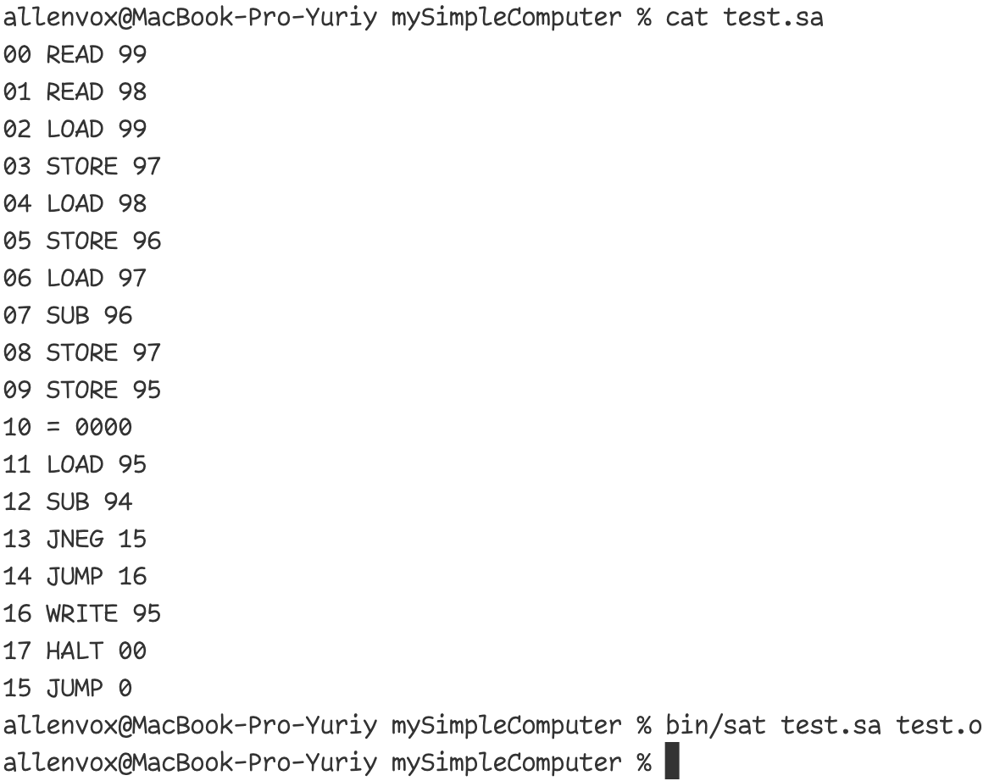 allenvox@MacBook-Pro-Yuriy mySimpleComputer % cat test.sa
00 READ 99
01 READ 98
02 LOAD 99
03 STORE 97
04 LOAD 98
05 STORE 96
06 LOAD 97
07 SUB 96
08 STORE 97
09 STORE 95
10 = 0000
11 LOAD 95
12 SUB 94
13 JNEG 15
14 JUMP 16
16 WRITE 95
17 HALT 00
15 JUMP 0
allenvox@MacBook-Pro-Yuriy mySimpleComputer % bin/sat test.sa test.o
allenvox@MacBook-Pro-Yuriy mySimpleComputer %